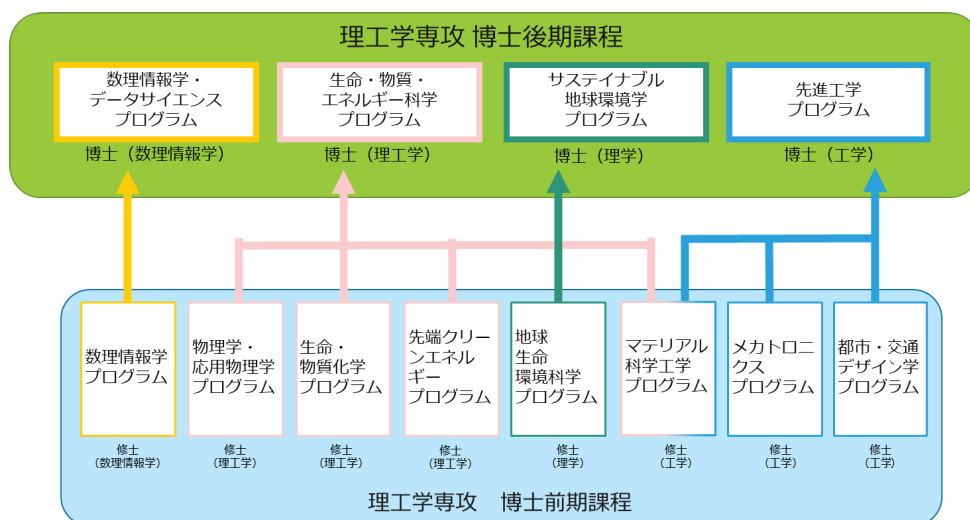 理工学専攻 博士後期課程
数理情報学・
データサイエンス
プログラム
博士（数理情報学）
生命・物質・
エネルギー科学
プログラム
博士（理工学）
サステイナブル
地球環境学
プログラム
博士（理学）
先進工学
プログラム
博士（工学）
数理情報学
プログラム
修士
（数理情報学）
物理学・
応用物理学
プログラム
修士
（理工学）
生命・
物質化学
プログラム
修士
（理工学）
先端クリー
ンエネル
ギー
プログラム
修士
（理工学）
地球
生命
環境科学
プログラム
修士
（理学）
マテリアル
科学工学
プログラム
修士
（工学）
メカトロニ
クス
プログラム
修士
（工学）
都市・交通
デザイン学
プログラム
修士
（工学）
理工学専攻　博士前期課程